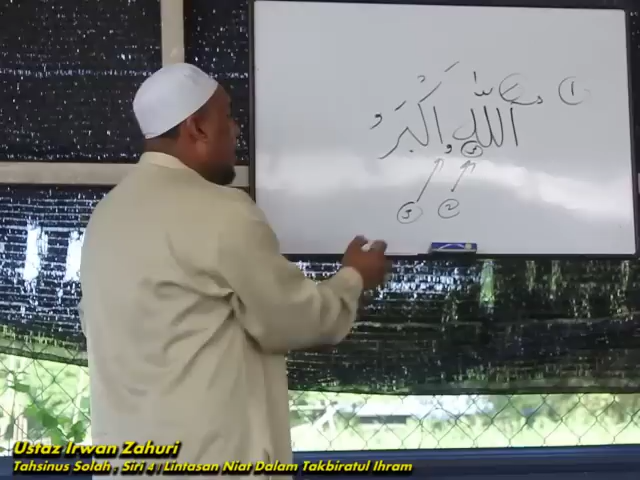 الله اكبر
Ustaz Irwan Zahuri
Tahsinus Solah : Siri 4 : Lintasan Niat Dalam Takbiratul Ihram